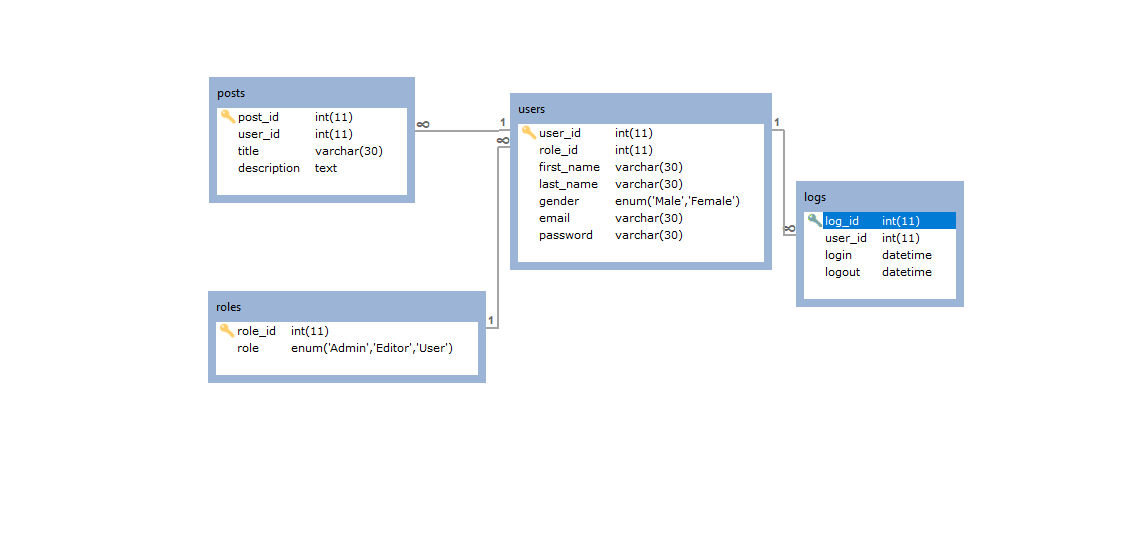 posts
post_id int(11)
user_id int(11)
title varchar(30)
description text
∞ 1
∞
users
user_id int(11)
role_id int(11)
first_name varchar(30)
last_name varchar(30)
gender enum('Male','Female')
email varchar(30)
password varchar(30)
1
∞
logs
log_id int(11)
user_id int(11)
login datetime
logout datetime
roles
role_id int(11)
role enum('Admin','Editor','User')
1